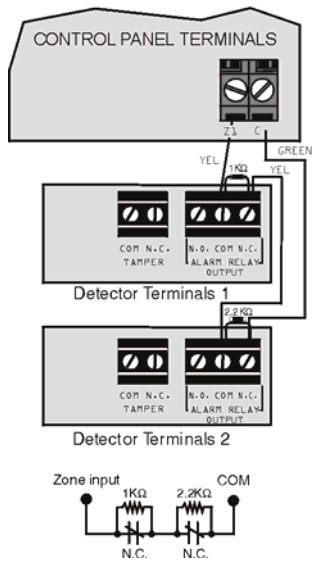 CONTROL PANEL TERMINALS
Z1 C
GREEN
YEL 1KΩ YEL
COM N.C. N.O. COM N.C.
TAMPER ALARM RELAY
OUTPUT
Detector Terminals 1
2.2KΩ
COM N.C. N.O. COM N.C.
TAMPER ALARM RELAY
OUTPUT
Detector Terminals 2
Zone input COM
1KΩ 2.2KΩ
N.C. N.C.